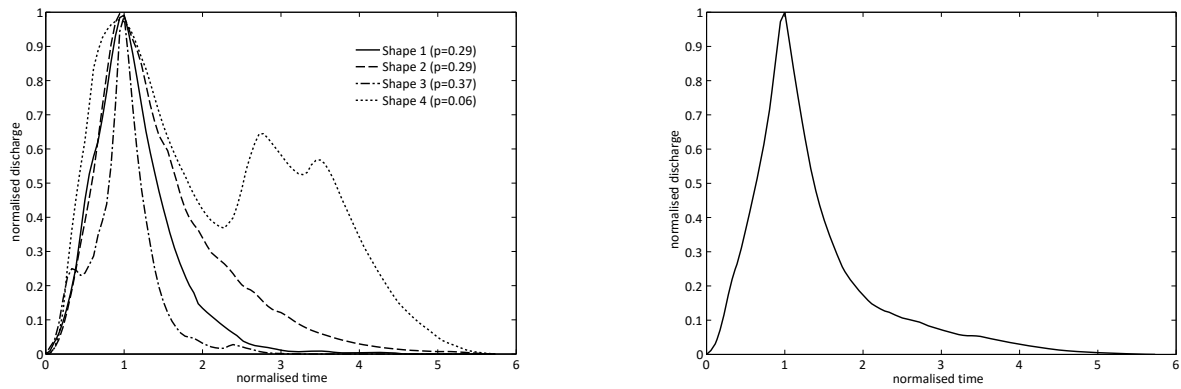 1
0.9
0.8
0.7
0.6
0.5
0.4
0.3
0.2
0.1
0
normalised discharge
Shape 1 (p=0.29)
Shape 2 (p=0.29)
Shape 3 (p=0.37)
Shape 4 (p=0.06)
0 1 2 3 4 5 6
normalised time
1
0.9
0.8
0.7
0.6
0.5
0.4
0.3
0.2
0.1
0
normalised discharge
0 1 2 3 4 5 6
normalised time